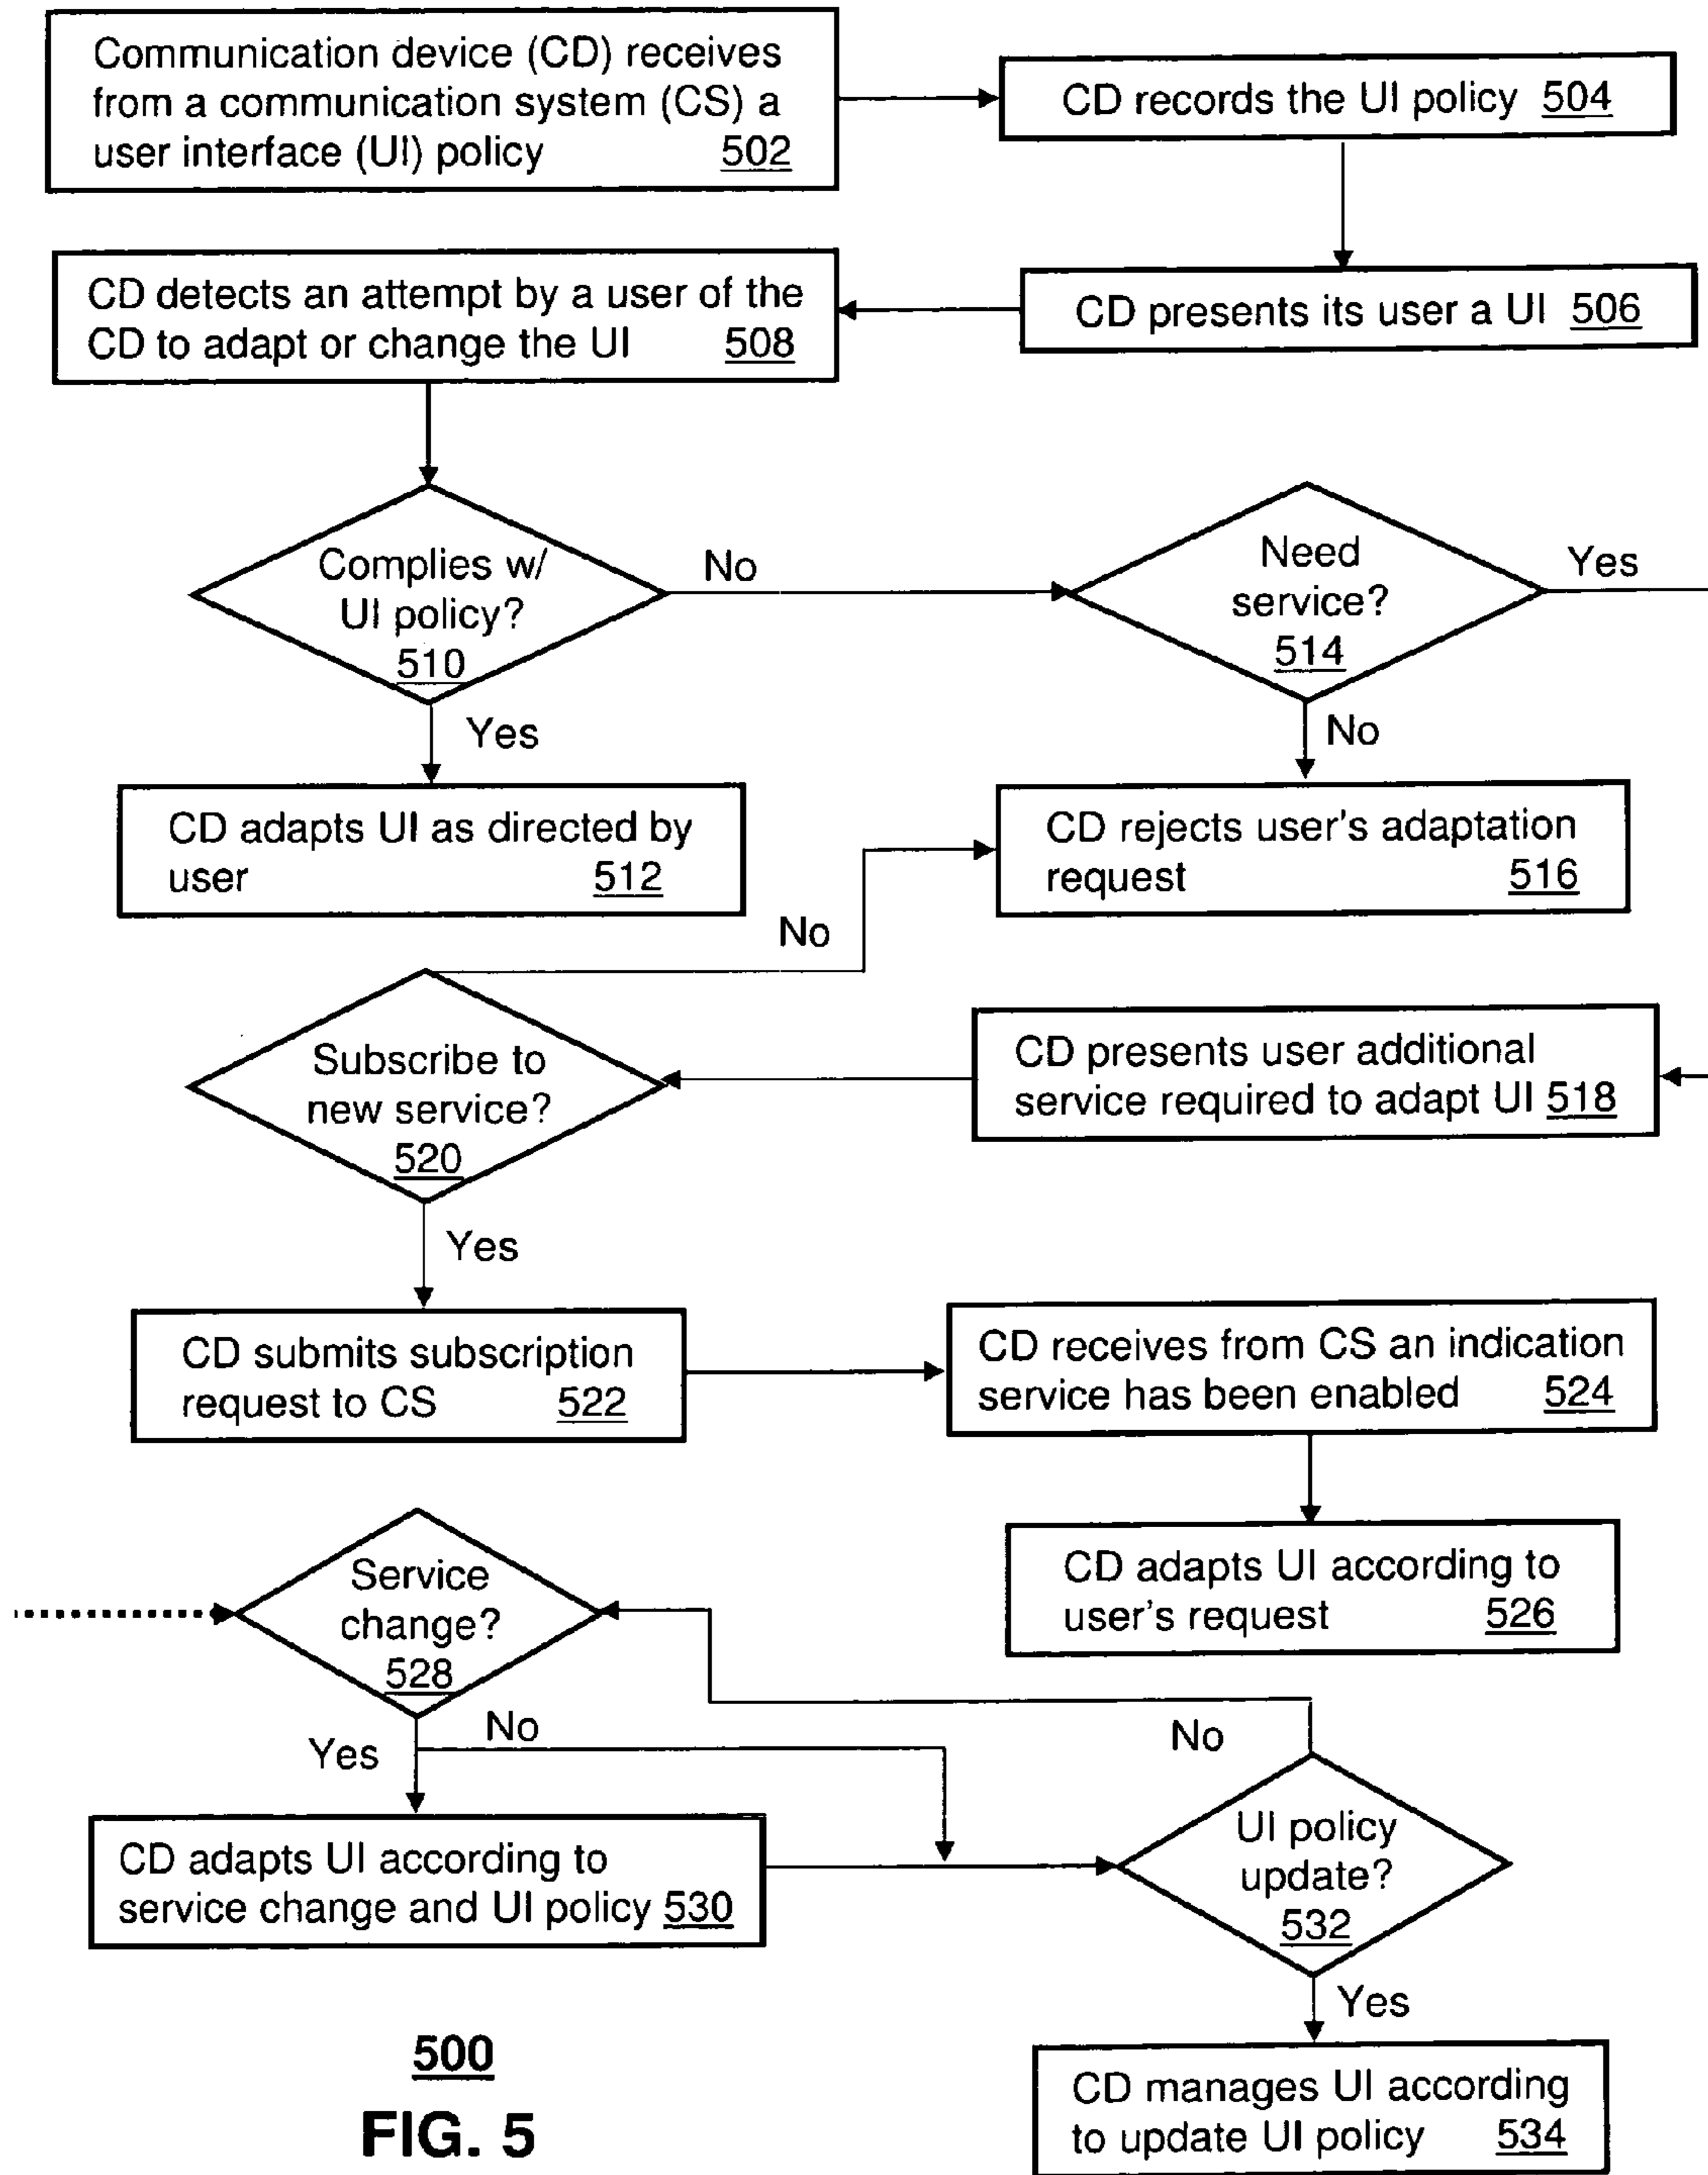 Communication device (CD) receives
from a communication system (CS) a
user interface (UI) policy 502
CD records the UI policy 504
CD presents its user a UI 506
CD detects an attempt by a user of the
CD to adapt or change the UI 508
Complies w/
UI policy?
510
No
Yes
Need
service?
514
Yes
No
CD adapts UI as directed by
user 512
CD rejects user's adaptation
request 516
No
Subscribe to
new service?
520
Yes
CD presents user additional
service required to adapt UI 518
CD submits subscription
request to CS 522
CD receives from CS an indication
service has been enabled 524
CD adapts UI according to
user's request 526
Service
change?
528
Yes
No
CD adapts UI according to
service change and UI policy 530
No
UI policy
update?
532
Yes
CD manages UI according
to update UI policy 534
500
FIG. 5